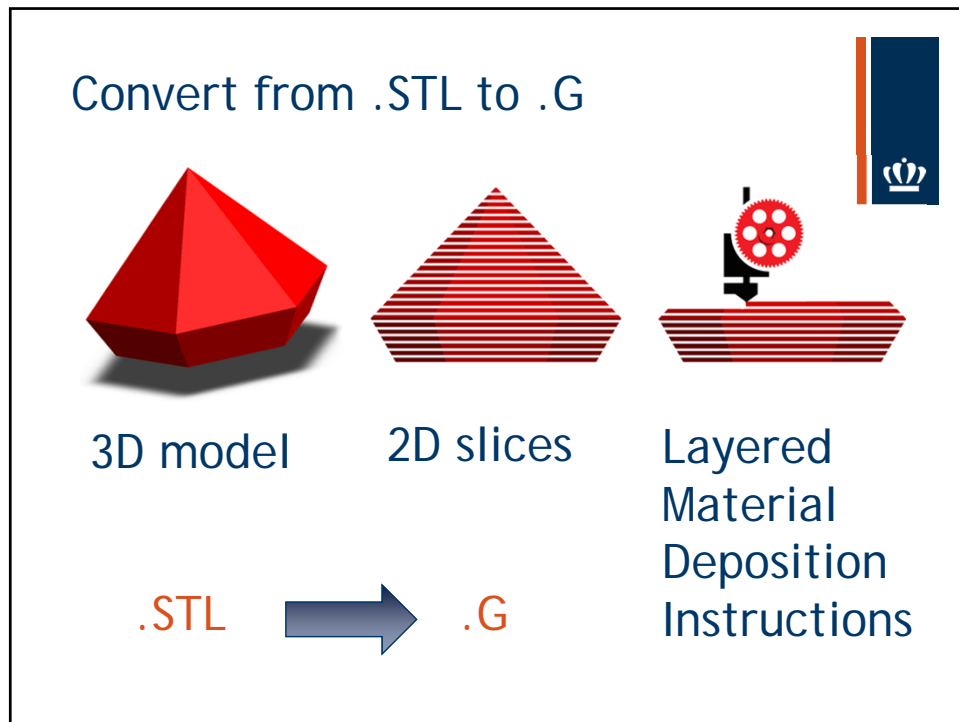 Convert from .STL to .G
3D model
2D slices
Layered
Material
Deposition
Instructions
.STL
.G